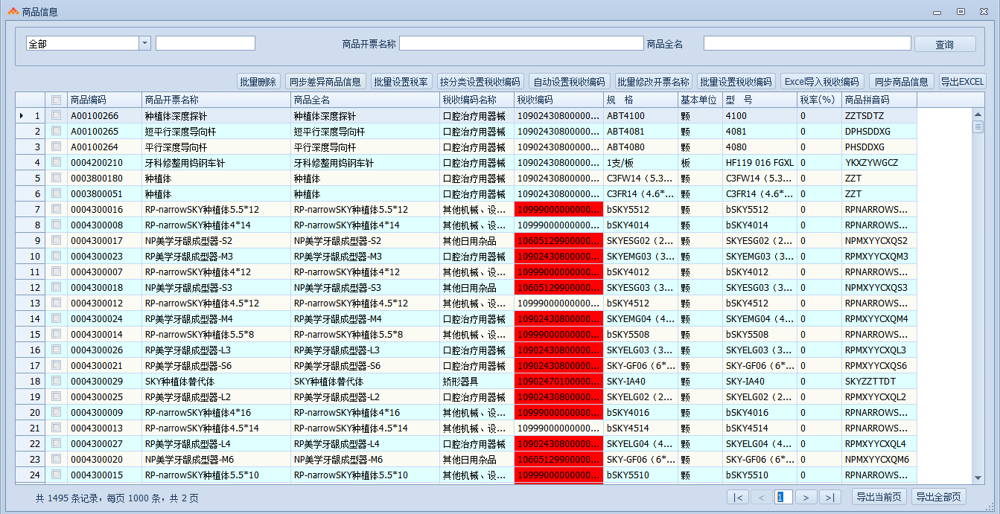 商品信息
全部 商品开票名称 商品全名 查询
批量删除 同步差异商品信息 批量设置税率 按分类设置税收编码 自动设置税收编码 批量修改开票名称 批量设置税收编码 Excel导入税收编码 同步商品信息 导出EXCEL
商品编码 商品开票名称 商品全名 税收编码名称 税收编码 规 格 基本单位 型 号 税率(%) 商品拼音码
1 A00100266 种植体深度探针 种植体深度探针 口腔治疗用器械 10902430800000... ABT4100 颗 4100 0 ZZTSDTZ
2 A00100265 短平行深度导向杆 短平行深度导向杆 口腔治疗用器械 10902430800000... ABT4081 颗 4081 0 DPHSDDXG
3 A00100264 平行深度导向杆 平行深度导向杆 口腔治疗用器械 10902430800000... ABT4080 颗 4080 0 PHSDDXG
4 0004200210 牙科修整用钨钢车针 牙科修整用钨钢车针 口腔治疗用器械 10902430800000... 1支/板 板 HF119 016 FGXL 0 YKXZYWGCZ
5 0003800180 种植体 种植体 口腔治疗用器械 10902430800000... C3FW14（5.3... 颗 C3FW14（5.3... 0 ZZT
6 0003800051 种植体 种植体 口腔治疗用器械 10902430800000... C3FR14（4.6*... 颗 C3FR14（4.6*... 0 ZZT
7 0004300016 RP-narrowSKY种植体5.5*12 RP-narrowSKY种植体5.5*12 其他机械、设... 10999000000000... bSKY5512 颗 bSKY5512 0 RPNARROWS...
8 0004300008 RP-narrowSKY种植体4*14 RP-narrowSKY种植体4*14 其他机械、设... 10999000000000... bSKY4014 颗 bSKY4014 0 RPNARROWS...
9 0004300017 NP美学牙龈成型器-S2 NP美学牙龈成型器-S2 其他日用杂品 10605129900000... SKYESG02（2... 颗 SKYESG02（2... 0 NPMXYYCXQS2
10 0004300023 RP美学牙龈成型器-M3 RP美学牙龈成型器-M3 口腔治疗用器械 10902430800000... SKYEMG03（3... 颗 SKYEMG03（3... 0 RPMXYYCXQM3
11 0004300007 RP-narrowSKY种植体4*12 RP-narrowSKY种植体4*12 其他机械、设... 10999000000000... bSKY4012 颗 bSKY4012 0 RPNARROWS...
12 0004300018 NP美学牙龈成型器-S3 NP美学牙龈成型器-S3 其他日用杂品 10605129900000... SKYESG03（3... 颗 SKYESG03（3... 0 NPMXYYCXQS3
13 0004300012 RP-narrowSKY种植体4.5*12 RP-narrowSKY种植体4.5*12 其他机械、设... 10999000000000... bSKY4512 颗 bSKY4512 0 RPNARROWS...
14 0004300024 RP美学牙龈成型器-M4 RP美学牙龈成型器-M4 口腔治疗用器械 10902430800000... SKYEMG04（4... 颗 SKYEMG04（4... 0 RPMXYYCXQM4
15 0004300014 RP-narrowSKY种植体5.5*8 RP-narrowSKY种植体5.5*8 其他机械、设... 10999000000000... bSKY5508 颗 bSKY5508 0 RPNARROWS...
16 0004300026 RP美学牙龈成型器-L3 RP美学牙龈成型器-L3 口腔治疗用器械 10902430800000... SKYELG03（3... 颗 SKYELG03（3... 0 RPMXYYCXQL3
17 0004300021 RP美学牙龈成型器-S6 RP美学牙龈成型器-S6 口腔治疗用器械 10902430800000... SKY-GF06（6*... 颗 SKY-GF06（6*... 0 RPMXYYCXQS6
18 0004300029 SKY种植体替代体 SKY种植体替代体 矫形器具 10902470100000... SKY-IA40 颗 SKY-IA40 0 SKYZZTTDT
19 0004300025 RP美学牙龈成型器-L2 RP美学牙龈成型器-L2 口腔治疗用器械 10902430800000... SKYELG02（2... 颗 SKYELG02（2... 0 RPMXYYCXQL2
20 0004300009 RP-narrowSKY种植体4*16 RP-narrowSKY种植体4*16 其他机械、设... 10999000000000... bSKY4016 颗 bSKY4016 0 RPNARROWS...
21 0004300013 RP-narrowSKY种植体4.5*14 RP-narrowSKY种植体4.5*14 其他机械、设... 10999000000000... bSKY4514 颗 bSKY4514 0 RPNARROWS...
22 0004300027 RP美学牙龈成型器-L4 RP美学牙龈成型器-L4 口腔治疗用器械 10902430800000... SKYELG04（4... 颗 SKYELG04（4... 0 RPMXYYCXQL4
23 0004300020 NP美学牙龈成型器-M6 NP美学牙龈成型器-M6 其他日用杂品 10605129900000... SKY-GF06（6*... 颗 SKY-GF06（6*... 0 NPMXYYCXQM6
24 0004300015 RP-narrowSKY种植体5.5*10 RP-narrowSKY种植体5.5*10 其他机械、设... 10999000000000... bSKY5510 颗 bSKY5510 0 RPNARROWS...
共 1495 条记录，每页 1000 条，共 2 页 |< < 1 > >| 导出当前页 导出全部页